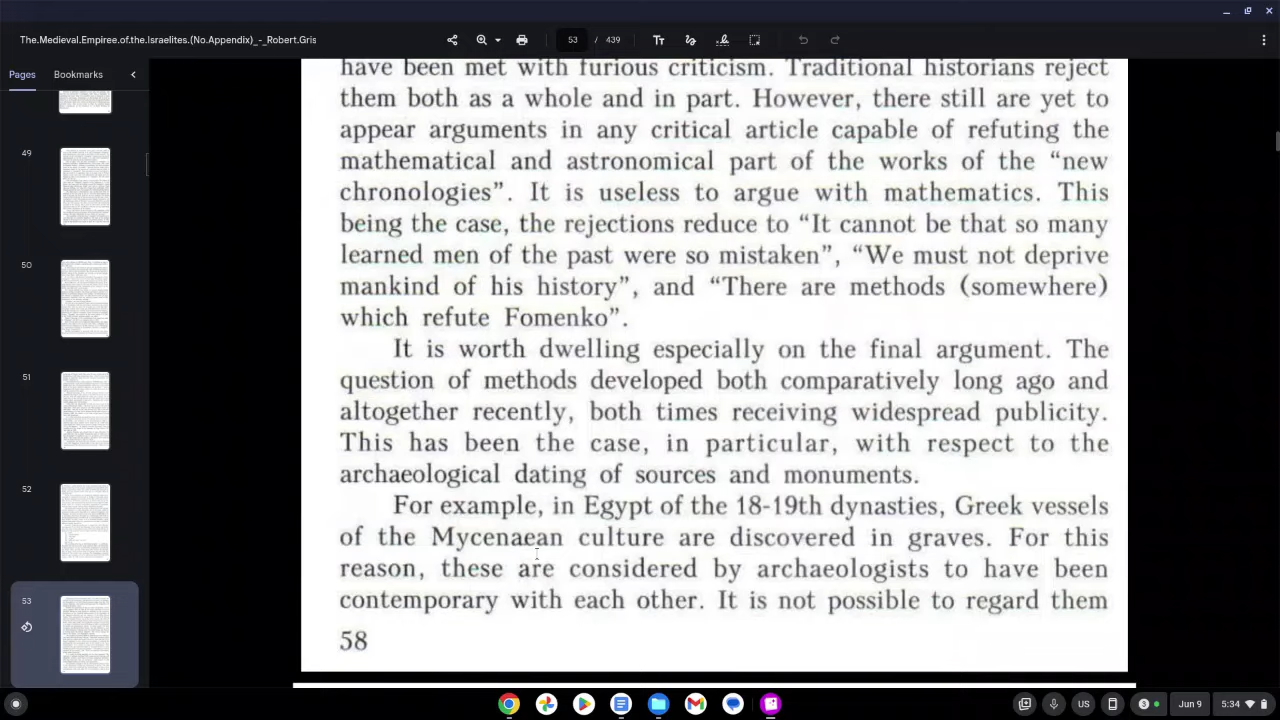 The.Medieval.Empiree.of.the.Israelites.(No.Appendix)_-_Robert.Gris
53 / 439
Pages
Bookmarks
50
51
52
53
have been met with furious criticism. Traditional historians reject
them both as a whole and in part. However, there still are yet to
appear arguments in any critical article capable of refuting the
mathematical and astronomical part of the works of the “new
chronologies”. It is useless to argue with mathematics. This
being the case, the rejections reduce to “It cannot be that so many
learned men of the past were so mistaken”, “We must not deprive
mankind of his history” and “There are methods (somewhere)
which refute Fomenko”.
It is worth dwelling especially on the final argument. The
question of methods developed both comparatively long ago and
altogether recently, both times receiving widespread publicity.
This has been the case, in particular, with respect to the
archaeological dating of sources and monuments.
For example, in Egypt of the dynasties, Greek vessels
of the Mycenaean culture are discovered in graves. For this
reason, these are considered by archaeologists to have been
contemporary to each other. It is not possible to regard them
58
US
3
Jun 9
5:34